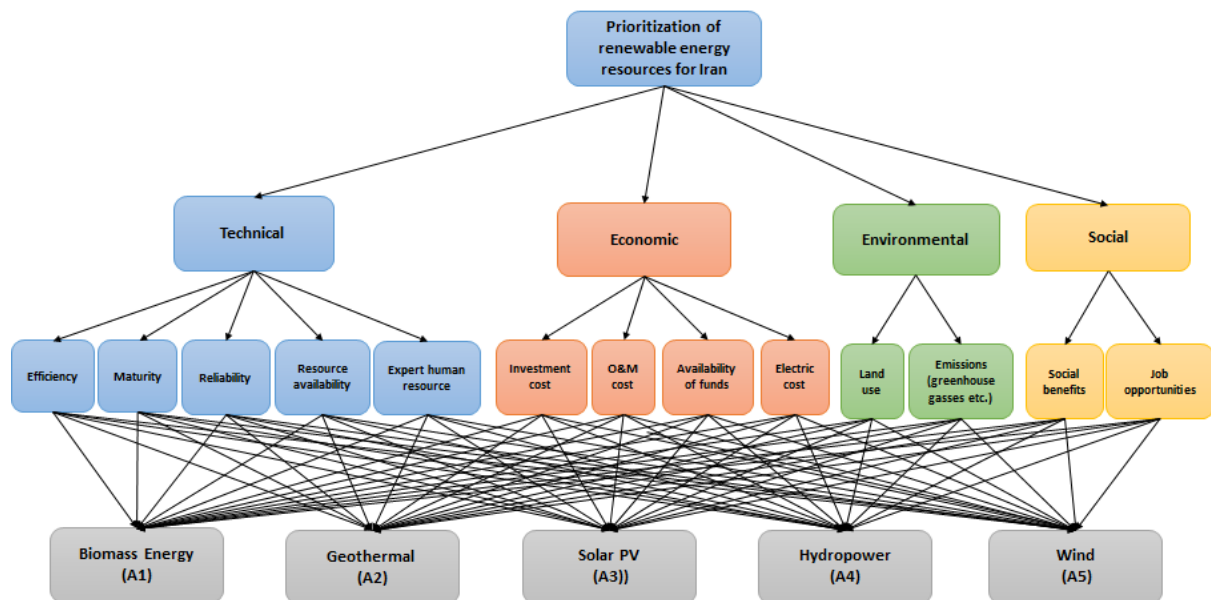 Prioritization of
renewable energy
resources for Iran
Technical
Economic
Environmental
Social
Efficiency
Maturity
Reliability
Resource
availability
Expert human
resource
Investment
cost
O&M
cost
Availability
of funds
Electric
cost
Land
use
Emissions
(greenhouse
gasses etc.)
Social
benefits
Job
opportunities
Biomass Energy
(A1)
Geothermal
(A2)
Solar PV
(A3))
Hydropower
(A4)
Wind
(A5)